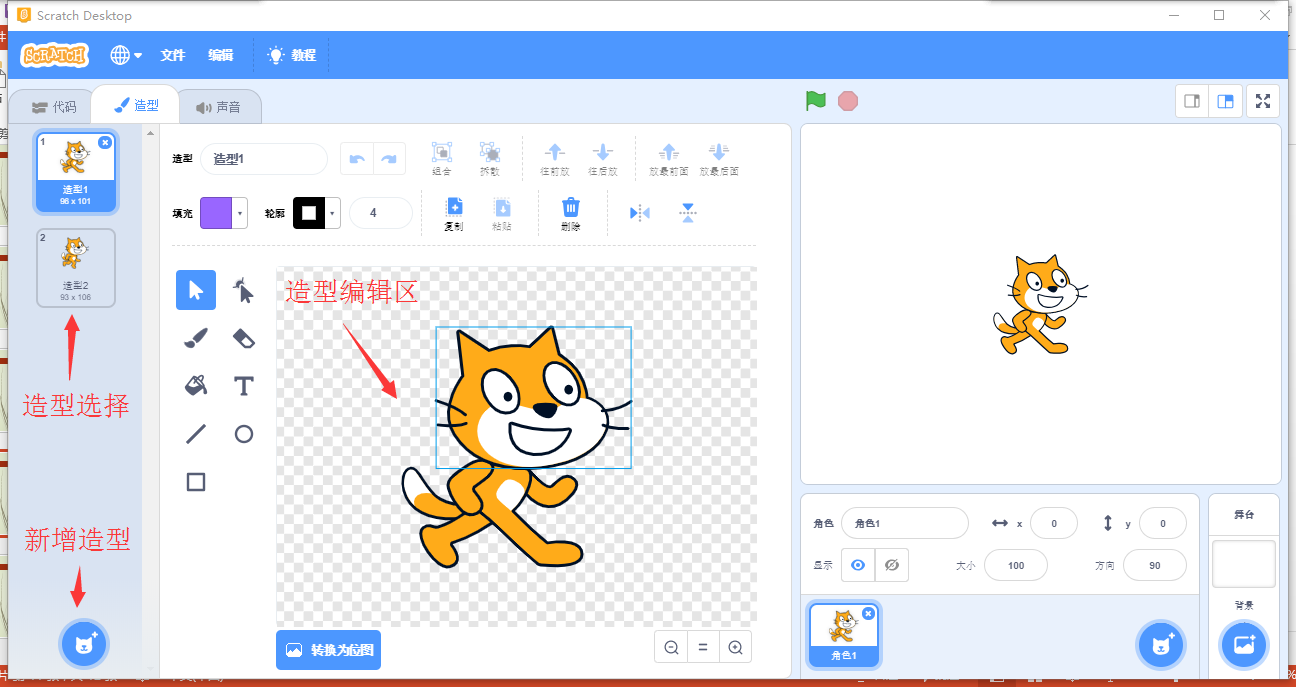 Scratch Desktop
SCRATCH 文件 编辑 教程
代码 造型 声音
1
造型1
96 x 101
2
造型2
93 x 106
造型选择
新增造型
造型 造型1 组合 拆散 往前放 往后放 放最前面 放最后面
填充 轮廓 4 复制 粘贴 删除
造型编辑区
转换为位图
角色 角色1 x 0 y 0
显示 大小 100 方向 90
角色1
舞台
背景